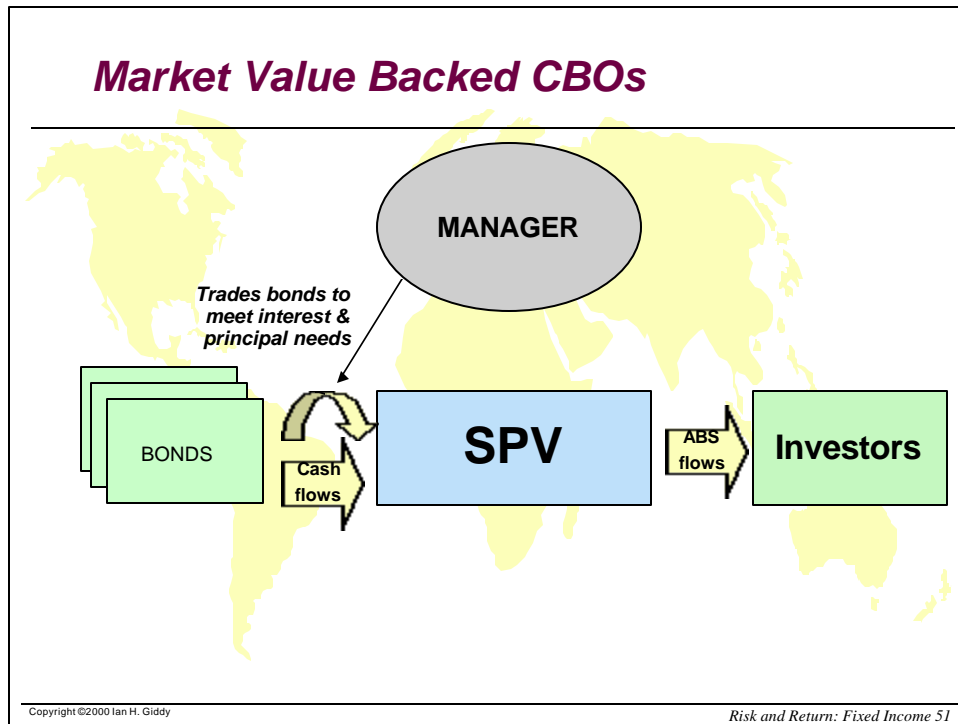 Market Value Backed CBOs
MANAGER
Trades bonds to
meet interest &
principal needs
BONDS
Cash
flows
SPV
ABS
flows
Investors
Copyright ©2000 Ian H. Giddy
Risk and Return: Fixed Income 51